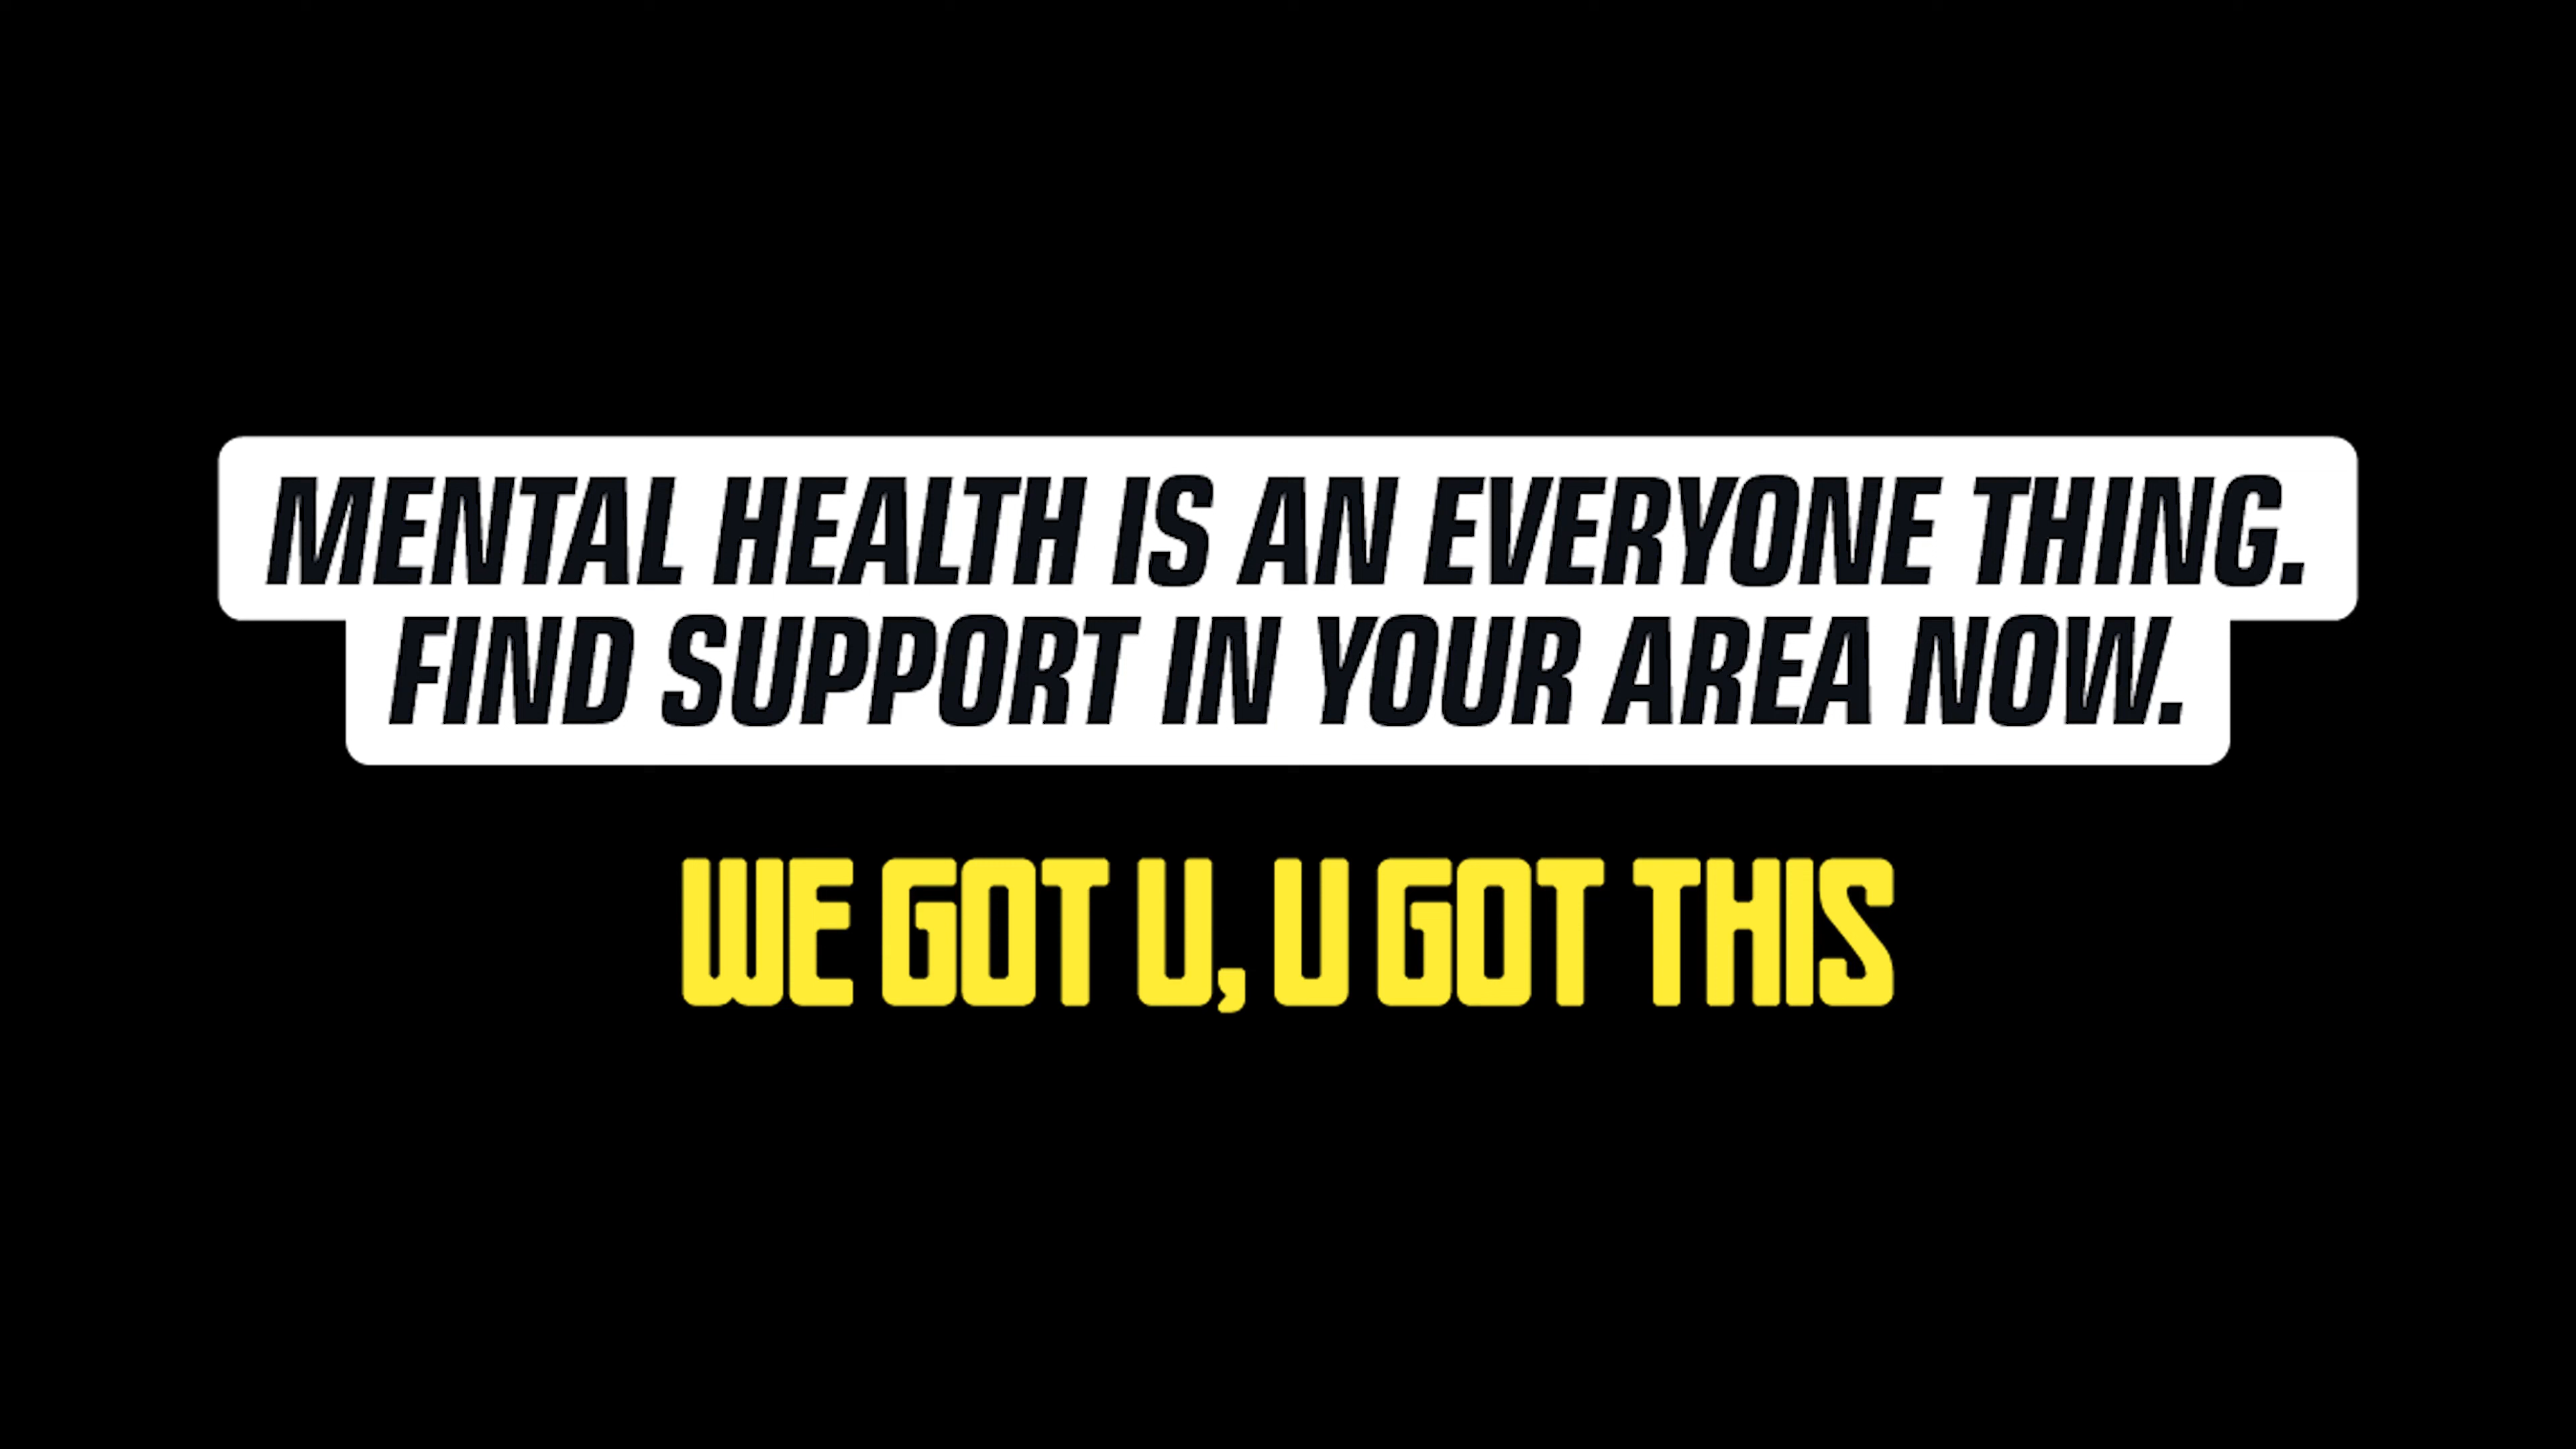 MENTAL HEALTH IS AN EVERYONE THING.
FIND SUPPORT IN YOUR AREA NOW.
WE GOT U, U GOT THIS